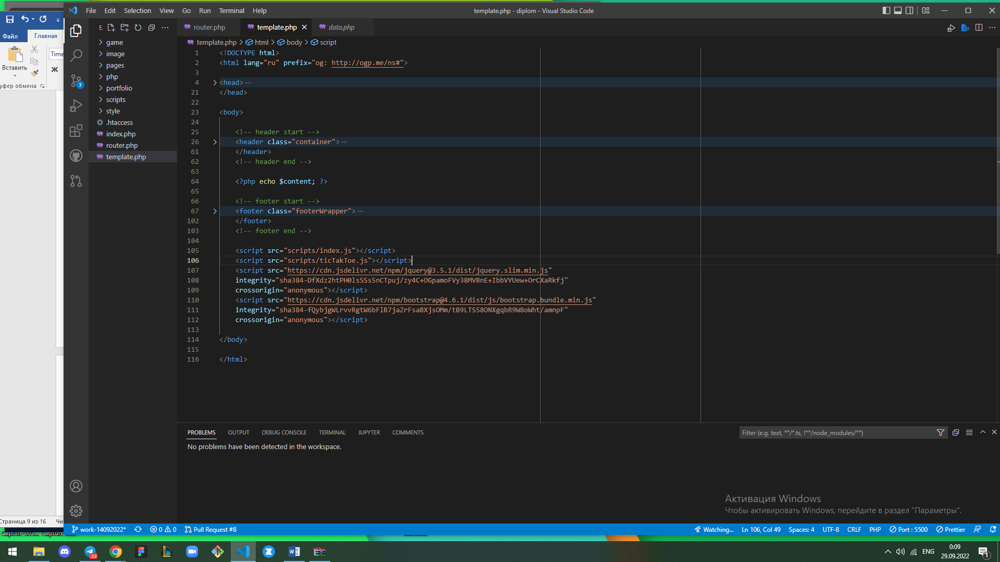 File Edit Selection View Go Run Terminal Help
template.php - diplom - Visual Studio Code
Файл Главная
Вставить
Time
Ж
уфер обмена
E.
game
image
pages
php
portfolio
scripts
style
.htaccess
index.php
router.php
template.php
7
router.php template.php data.php
template.php > html > body > script
1 <!DOCTYPE html>
2 <html lang="ru" prefix="og: http://ogp.me/ns#">
3
4 <head>…
21 </head>
22
23 <body>
24
25 <!-- header start -->
26 <header class="container">…
61 </header>
62 <!-- header end -->
63
64 <?php echo $content; ?>
65
66 <!-- footer start -->
67 <footer class="footerWrapper">…
102 </footer>
103 <!-- footer end -->
104
105 <script src="scripts/index.js"></script>
106 <script src="scripts/ticTakToe.js"></script>
107 <script src="https://cdn.jsdelivr.net/npm/jquery@3.5.1/dist/jquery.slim.min.js"
108 integrity="sha384-DfXdz2htPH0lsSSs5nCTpuj/zy4C+OGpamoFVy38MVBnE+IbbVYUew+OrCXaRkfj"
109 crossorigin="anonymous"></script>
110 <script src="https://cdn.jsdelivr.net/npm/bootstrap@4.6.1/dist/js/bootstrap.bundle.min.js"
111 integrity="sha384-fQybjgWLrvvRgtW6bFlB7jaZrFsaBXjsOMm/tB9LTS58ONXgqbR9W8oWht/amnpF"
112 crossorigin="anonymous"></script>
113
114 </body>
115
116 </html>
PROBLEMS OUTPUT DEBUG CONSOLE TERMINAL JUPYTER COMMENTS
Filter (e.g. text, **/*.ts, !**/node_modules/**)
No problems have been detected in the workspace.
Активация Windows
Чтобы активировать Windows, перейдите в раздел "Параметры".
Страница 9 из 16 Чи
work-14092022* 0 0 Pull Request #8
Watching... Ln 106, Col 49 Spaces: 4 UTF-8 CRLF PHP Port : 5500 Prettier
.03
ENG
0:09
29.09.2022
1